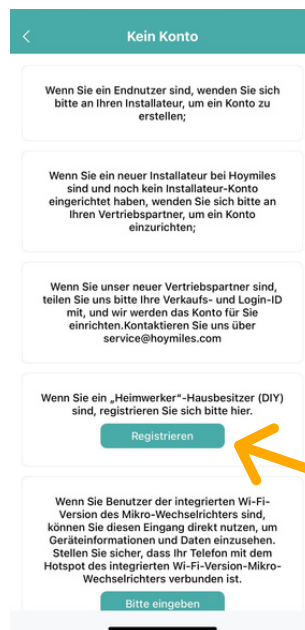 Kein Konto
Wenn Sie ein Endnutzer sind, wenden Sie sich
bitte an Ihren Installateur, um ein Konto zu
erstellen;
Wenn Sie ein neuer Installateur bei Hoymiles
sind und noch kein Installateur-Konto
eingerichtet haben, wenden Sie sich bitte an
Ihren Vertriebspartner, um ein Konto
einzurichten;
Wenn Sie unser neuer Vertriebspartner sind,
teilen Sie uns bitte Ihre Verkaufs- und Login-ID
mit, und wir werden das Konto für Sie
einrichten.Kontaktieren Sie uns über
service@hoymiles.com
Wenn Sie ein „Heimwerker"-Hausbesitzer (DIY)
sind, registrieren Sie sich bitte hier.
Registrieren
Wenn Sie Benutzer der integrierten Wi-Fi-
Version des Mikro-Wechselrichters sind,
können Sie diesen Eingang direkt nutzen, um
Geräteinformationen und Daten einzusehen.
Stellen Sie sicher, dass Ihr Telefon mit dem
Hotspot des integrierten Wi-Fi-Version-Mikro-
Wechselrichters verbunden ist.
Bitte eingeben